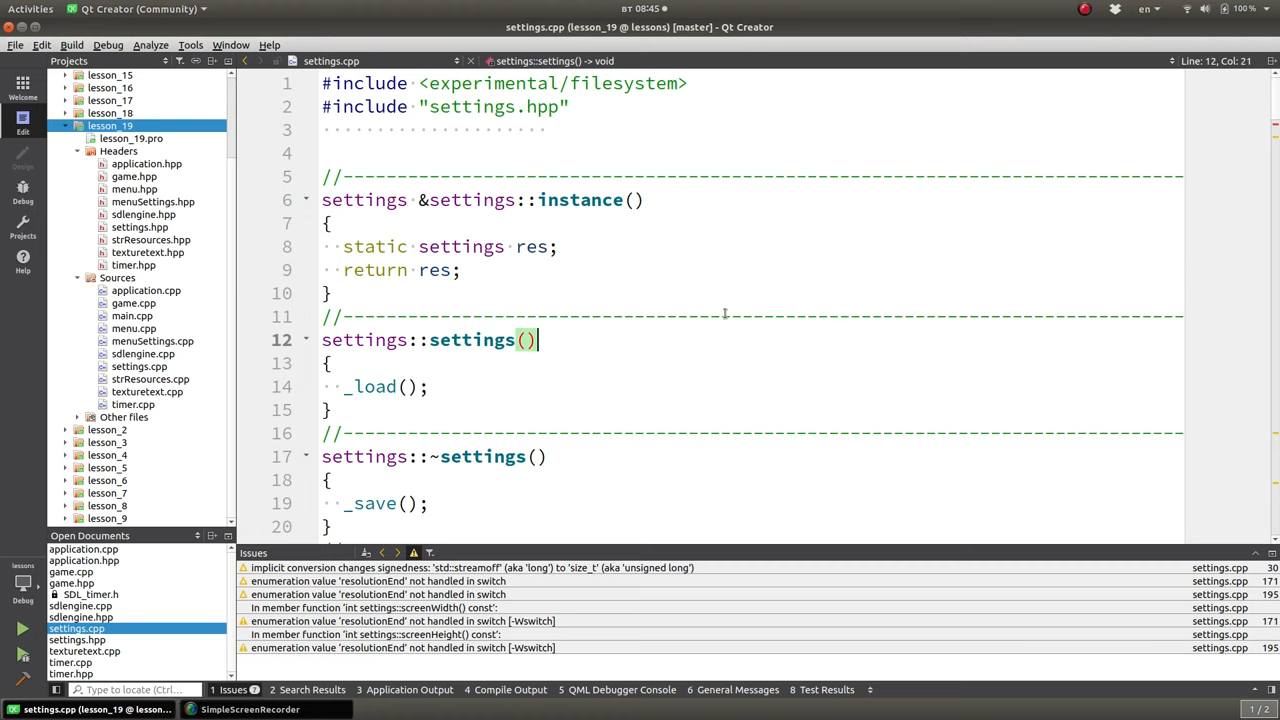 Activities
Qt Creator (Community)
вт 08:45
en
100 %
settings.cpp (lesson_19 @ lessons) [master] - Qt Creator
File Edit Build Debug Analyze Tools Window Help
Projects
settings.cpp
settings::settings() -> void
Line: 12, Col: 21
Welcome
Edit
Design
Debug
Projects
Help
lessons
Debug
lesson_15
lesson_16
lesson_17
lesson_18
lesson_19
lesson_19.pro
Headers
application.hpp
game.hpp
menu.hpp
menuSettings.hpp
sdlengine.hpp
settings.hpp
strResources.hpp
texturetext.hpp
timer.hpp
Sources
application.cpp
game.cpp
main.cpp
menu.cpp
menuSettings.cpp
sdlengine.cpp
settings.cpp
strResources.cpp
texturetext.cpp
timer.cpp
Other files
lesson_2
lesson_3
lesson_4
lesson_5
lesson_6
lesson_7
lesson_8
lesson_9
Open Documents
application.cpp
application.hpp
game.cpp
game.hpp
SDL_timer.h
sdlengine.cpp
sdlengine.hpp
settings.cpp
settings.hpp
texturetext.cpp
timer.cpp
timer.hpp
1 #include <experimental/filesystem>
2 #include "settings.hpp"
3
4
5 //--------------------------------------------------------------------------------
6 settings &settings::instance()
7 {
8 static settings res;
9 return res;
10 }
11 //--------------------------------------------------------------------------------
12 settings::settings()
13 {
14 _load();
15 }
16 //--------------------------------------------------------------------------------
17 settings::~settings()
18 {
19 _save();
20 }
Issues
implicit conversion changes signedness: 'std::streamoff' (aka 'long') to 'size_t' (aka 'unsigned long') settings.cpp 30
enumeration value 'resolutionEnd' not handled in switch settings.cpp 171
enumeration value 'resolutionEnd' not handled in switch settings.cpp 195
In member function 'int settings::screenWidth() const': settings.cpp
enumeration value 'resolutionEnd' not handled in switch [-Wswitch] settings.cpp 171
In member function 'int settings::screenHeight() const': settings.cpp
enumeration value 'resolutionEnd' not handled in switch [-Wswitch] settings.cpp 195
Type to locate (Ctrl+...
1 Issues 7
2 Search Results
3 Application Output
4 Compile Output
5 QML Debugger Console
6 General Messages
8 Test Results
settings.cpp (lesson_19 @ lesson...
SimpleScreenRecorder
1 / 2